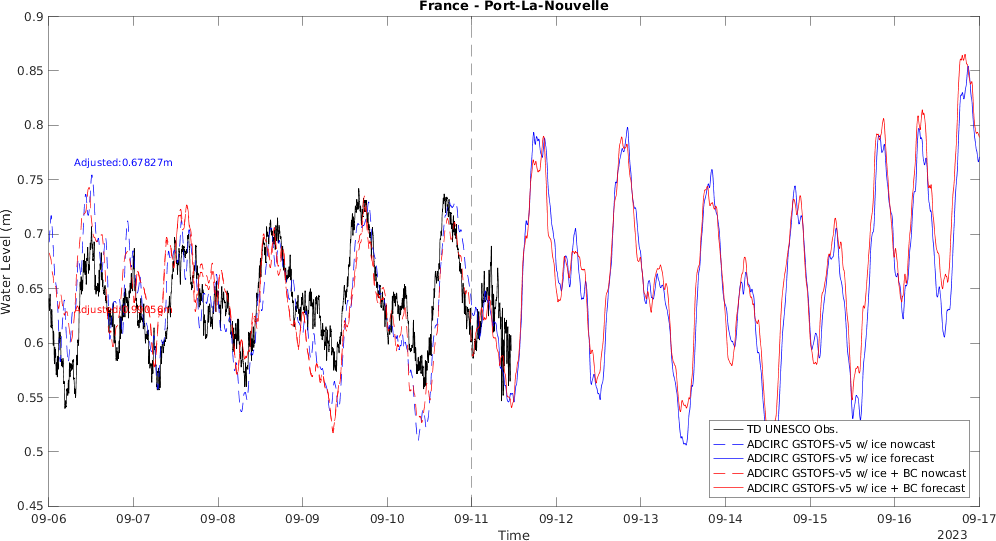 France - Port-La-Nouvelle
0.9
0.85
0.8
0.75
0.7
0.65
0.6
0.55
0.5
0.45
Water Level (m)
Adjusted:0.67827m
TD UNESCO Obs.
ADCIRC GSTOFS-v5 w/ ice nowcast
ADCIRC GSTOFS-v5 w/ ice forecast
ADCIRC GSTOFS-v5 w/ ice + BC nowcast
ADCIRC GSTOFS-v5 w/ ice + BC forecast
09-06 09-07 09-08 09-09 09-10 09-11 09-12 09-13 09-14 09-15 09-16 09-17
Time
2023